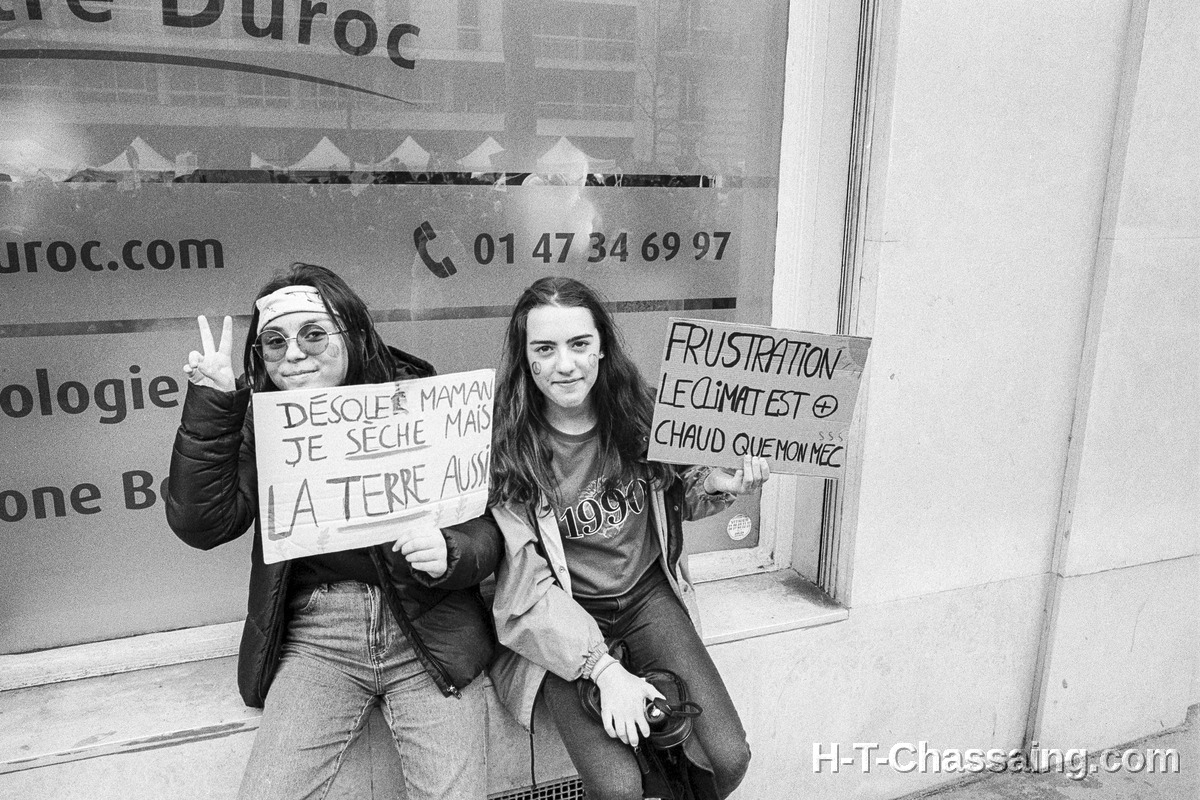 tre Duroc
uroc.com
01 47 34 69 97
ologie
one B
DÉSOLÉE MAMAN
JE SÈCHE MAIS
LA TERRE AUSSI
FRUSTRATION
LE CLIMAT EST +
CHAUD QUE MON MEC
1990
H-T-Chassaing.com